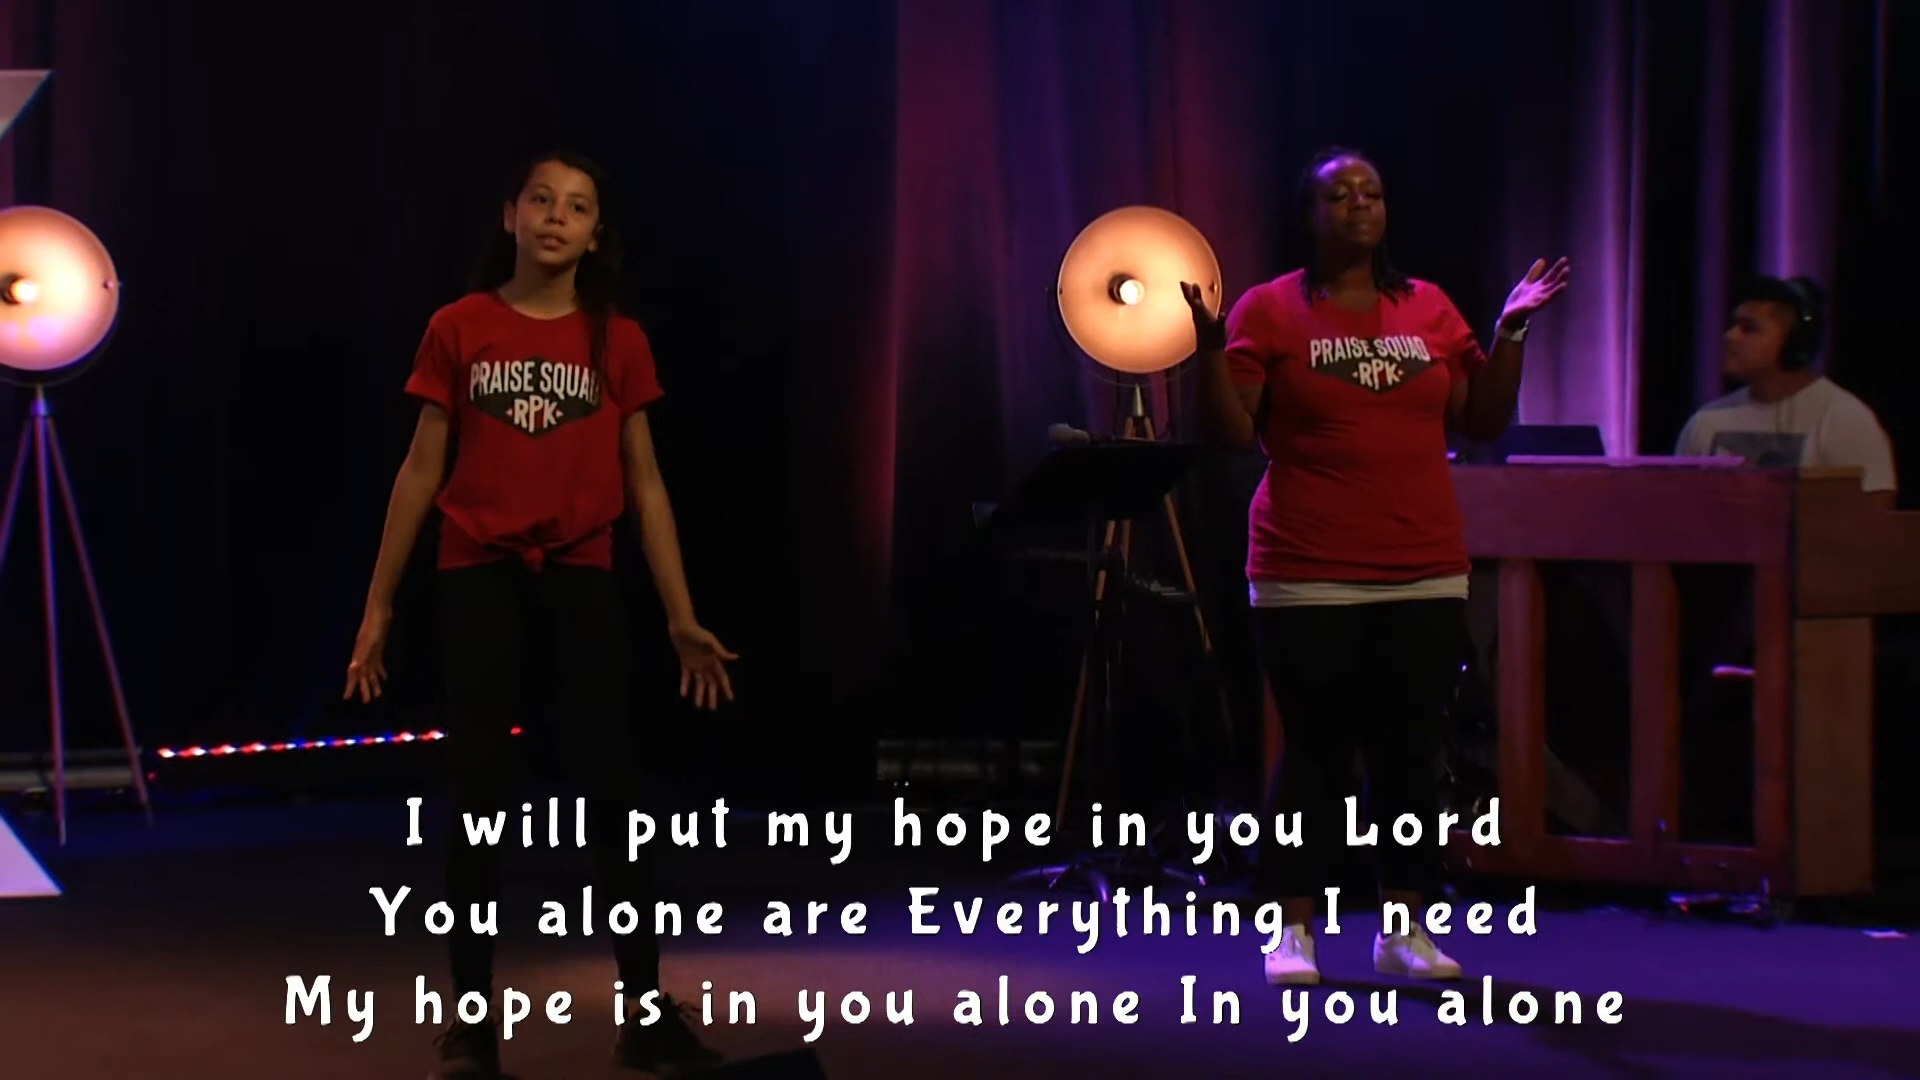 PRAISE SQUAD
RPK
PRAISE SQUAD
·RPK·
I will put my hope in you Lord
You alone are Everything I need
My hope is in you alone In you alone